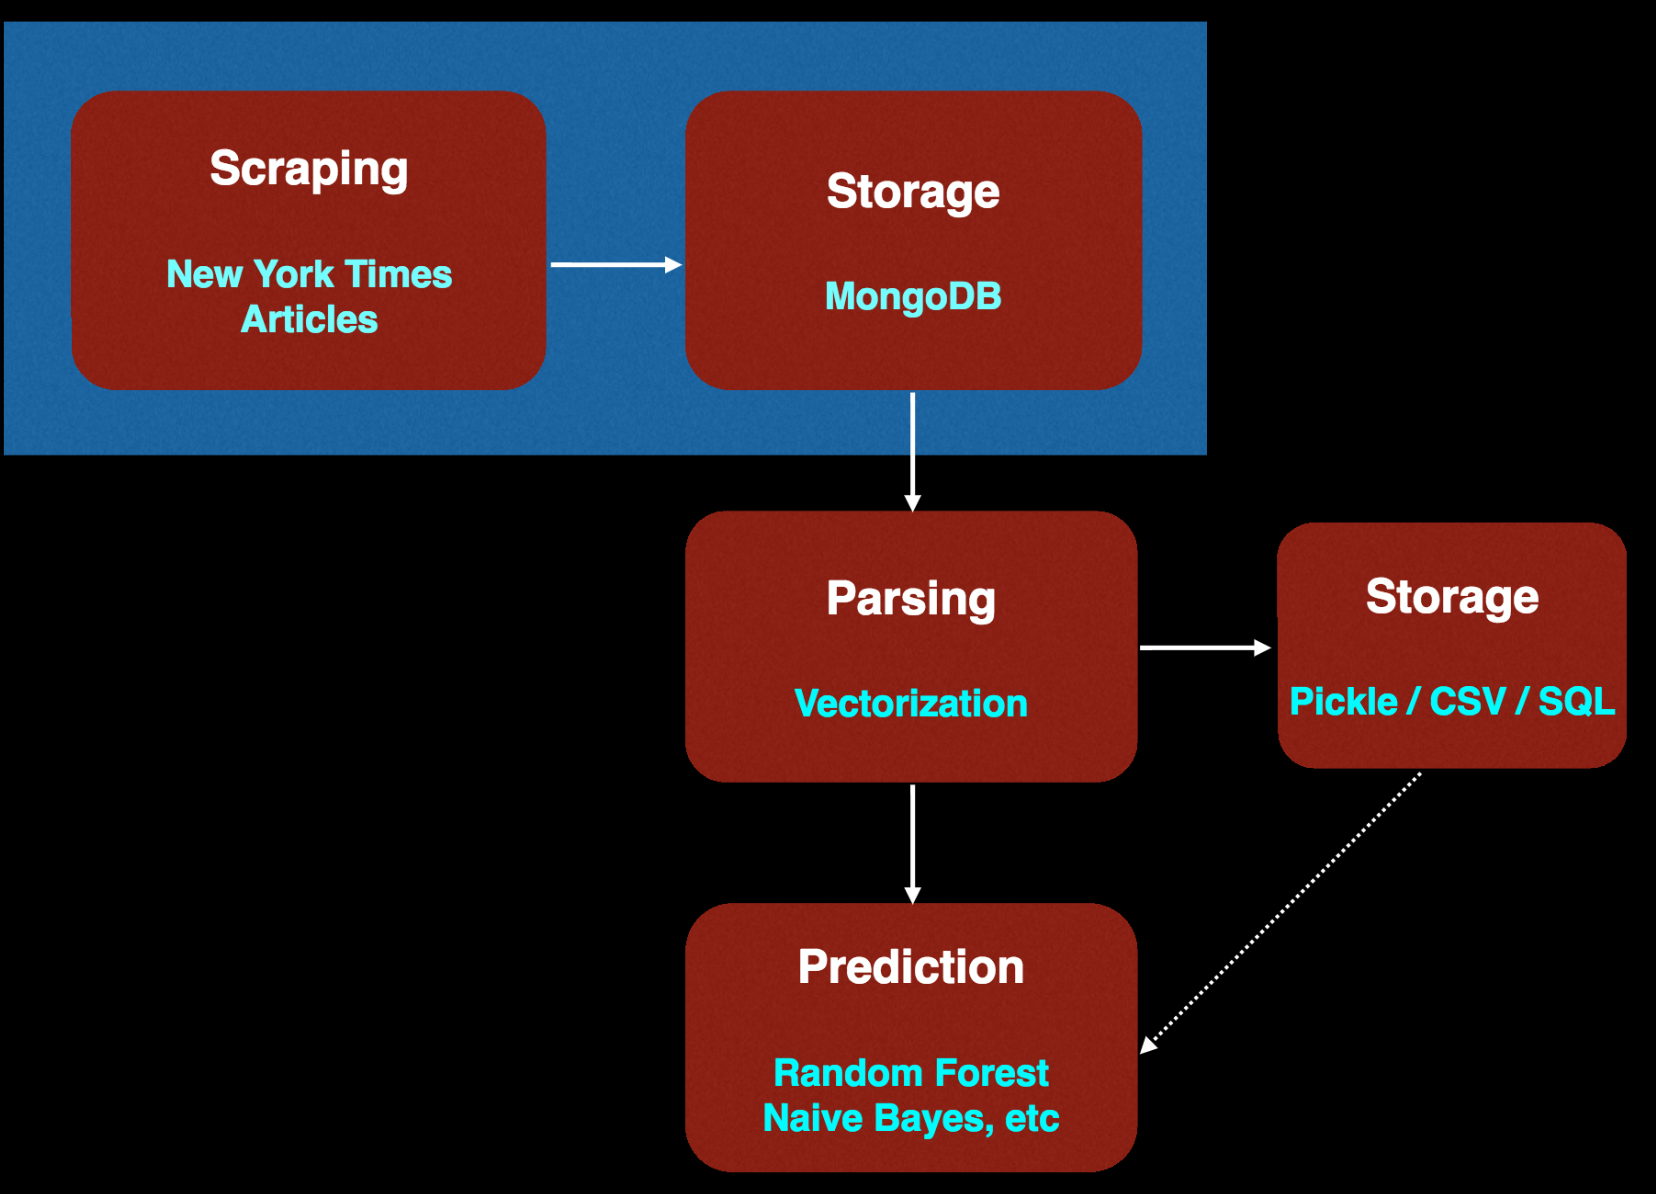 Scraping
New York Times
Articles
Storage
MongoDB
Parsing
Vectorization
Storage
Pickle / CSV / SQL
Prediction
Random Forest
Naive Bayes, etc